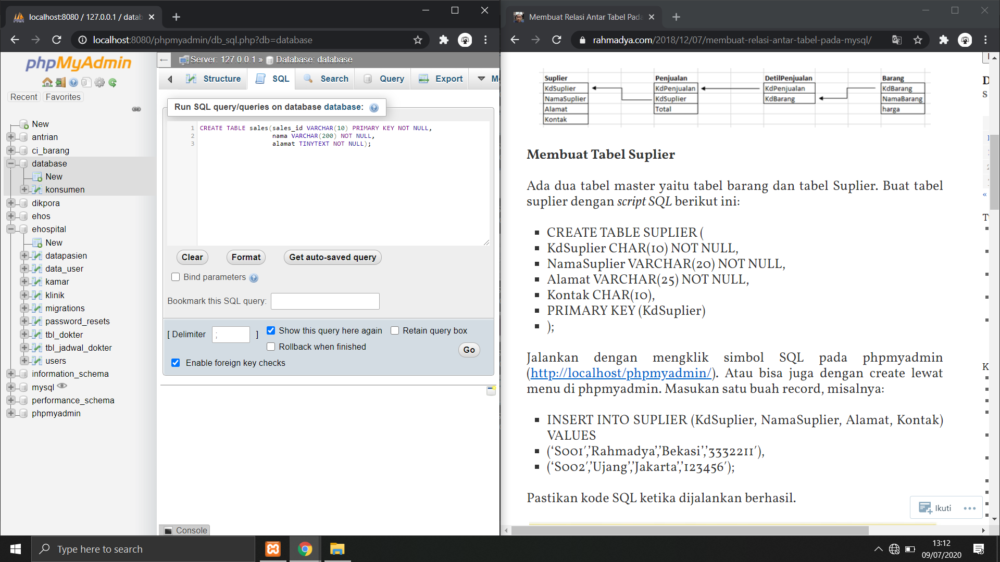 localhost:8080 / 127.0.0.1 / datab
localhost:8080/phpmyadmin/db_sql.php?db=database
phpMyAdmin
Recent
Favorites
New
antrian
ci_barang
database
New
konsumen
dikpora
ehos
ehospital
New
datapasien
data_user
kamar
klinik
migrations
password_resets
tbl_dokter
tbl_jadwal_dokter
users
information_schema
mysql
performance_schema
phpmyadmin
Server: 127.0.0.1 » Database: database
Structure
SQL
Search
Query
Export
Run SQL query/queries on database database:
1 CREATE TABLE sales(sales_id VARCHAR(10) PRIMARY KEY NOT NULL,
2 nama VARCHAR(200) NOT NULL,
3 alamat TINYTEXT NOT NULL);
Clear
Format
Get auto-saved query
Bind parameters
Bookmark this SQL query:
[ Delimiter ; ]
Show this query here again
Retain query box
Rollback when finished
Go
Enable foreign key checks
Console
Membuat Relasi Antar Tabel Pada
rahmadya.com/2018/12/07/membuat-relasi-antar-tabel-pada-mysql/
Suplier
KdSuplier
NamaSuplier
Alamat
Kontak
Penjualan
KdPenjualan
KdSuplier
Total
DetilPenjualan
KdPenjualan
KdBarang
Barang
KdBarang
NamaBarang
harga
Membuat Tabel Suplier
Ada dua tabel master yaitu tabel barang dan tabel Suplier. Buat tabel
suplier dengan script SQL berikut ini:
CREATE TABLE SUPLIER (
KdSuplier CHAR(10) NOT NULL,
NamaSuplier VARCHAR(20) NOT NULL,
Alamat VARCHAR(25) NOT NULL,
Kontak CHAR(10),
PRIMARY KEY (KdSuplier)
);
Jalankan dengan mengklik simbol SQL pada phpmyadmin
(http://localhost/phpmyadmin/). Atau bisa juga dengan create lewat
menu di phpmyadmin. Masukan satu buah record, misalnya:
INSERT INTO SUPLIER (KdSuplier, NamaSuplier, Alamat, Kontak)
VALUES
(‘S001′,’Rahmadya’,’Bekasi’,’3332211′),
(‘S002′,’Ujang’,’Jakarta’,’123456′);
Pastikan kode SQL ketika dijalankan berhasil.
Ikuti
Type here to search
13:12
09/07/2020